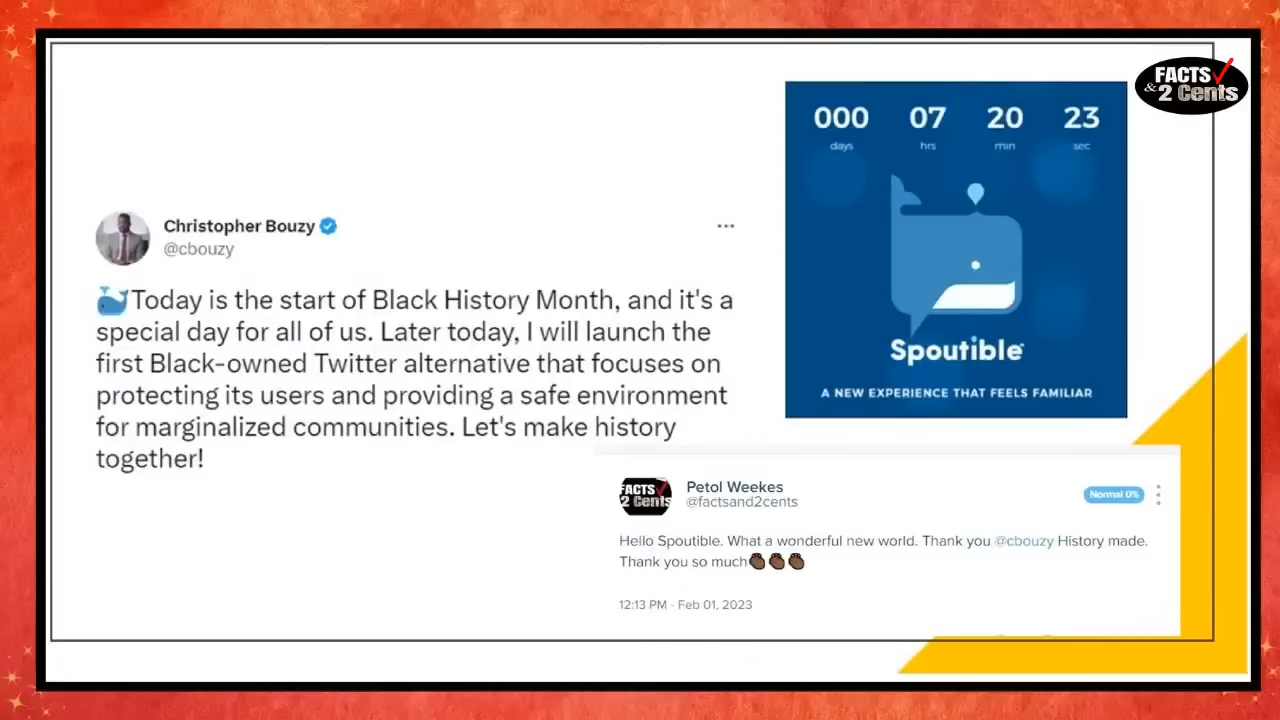 FACTS
& 2 Cents
000 07 20 23
days hrs min sec
Spoutible
A NEW EXPERIENCE THAT FEELS FAMILIAR
Christopher Bouzy
@cbouzy
🐳Today is the start of Black History Month, and it's a
special day for all of us. Later today, I will launch the
first Black-owned Twitter alternative that focuses on
protecting its users and providing a safe environment
for marginalized communities. Let's make history
together!
FACTS
2 Cents
Petol Weekes
@factsand2cents
Normal 0%
Hello Spoutible. What a wonderful new world. Thank you @cbouzy History made.
Thank you so much👏🏿👏🏿👏🏿
12:13 PM - Feb 01, 2023